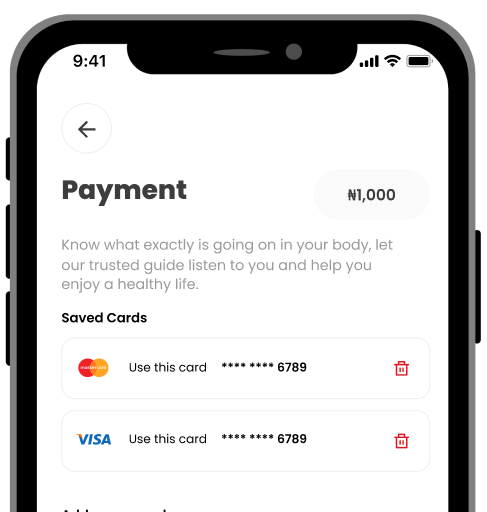 9:41
Payment
₦1,000
Know what exactly is going on in your body, let
our trusted guide listen to you and help you
enjoy a healthy life.
Saved Cards
mastercard Use this card **** **** 6789
VISA Use this card **** **** 6789